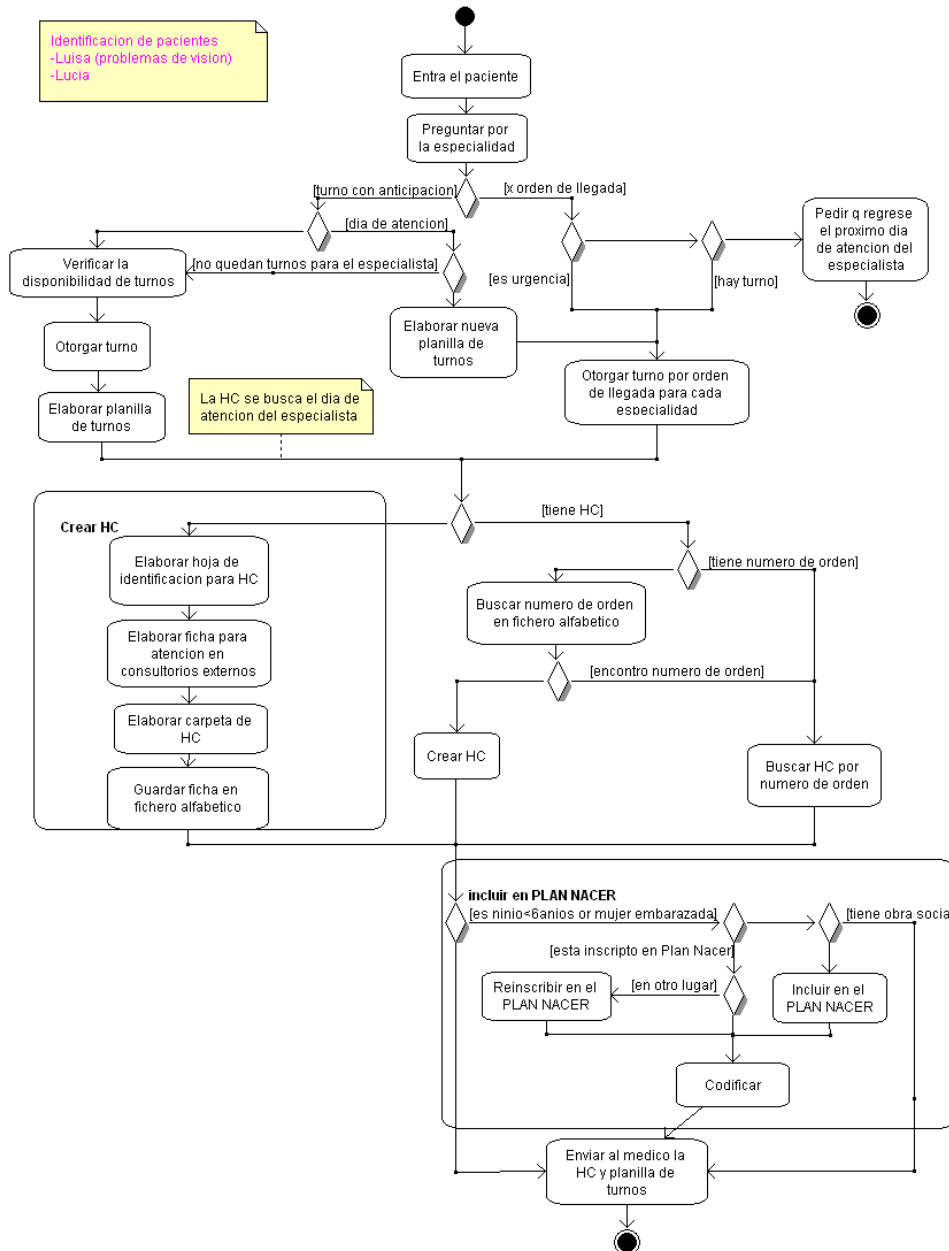 Identificacion de pacientes
-Luisa (problemas de vision)
-Lucia
Entra el paciente
Preguntar por
la especialidad
[turno con anticipacion]
[x orden de llegada]
[dia de atencion]
Pedir q regrese
el proximo dia
de atencion del
especialista
Verificar la
disponibilidad de turnos
[no quedan turnos para el especialista]
[es urgencia]
[hay turno]
Elaborar nueva
planilla de
turnos
Otorgar turno
Otorgar turno por orden
de llegada para cada
especialidad
Elaborar planilla
de turnos
La HC se busca el dia de
atencion del especialista
Crear HC
[tiene HC]
Elaborar hoja de
identificacion para HC
[tiene numero de orden]
Buscar numero de orden
en fichero alfabetico
Elaborar ficha para
atencion en
consultorios externos
[encontro numero de orden]
Elaborar carpeta de
HC
Crear HC
Buscar HC por
numero de orden
Guardar ficha en
fichero alfabetico
incluir en PLAN NACER
[es ninio<6anios or mujer embarazada]
[tiene obra socia
[esta inscripto en Plan Nacer]
Reinscribir en el
PLAN NACER
[en otro lugar]
Incluir en el
PLAN NACER
Codificar
Enviar al medico la
HC y planilla de
turnos